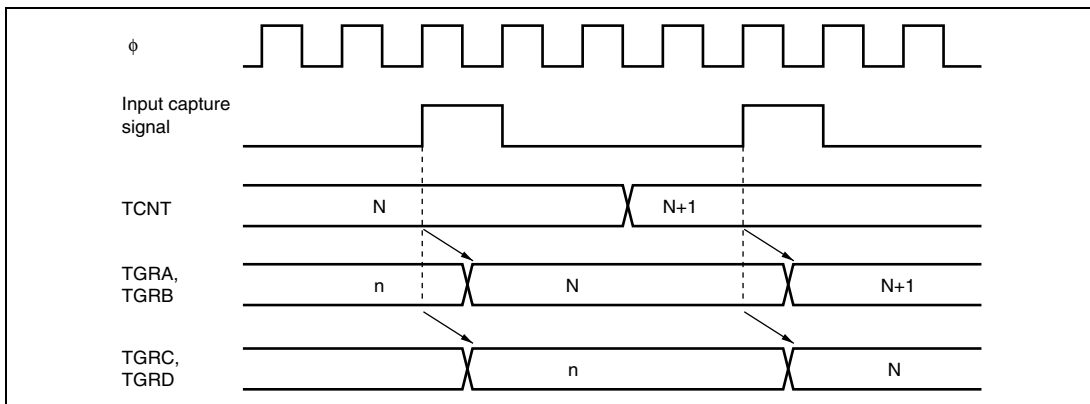 ϕ
Input capture
signal
TCNT
N
N+1
TGRA,
TGRB
n
N
N+1
TGRC,
TGRD
n
N